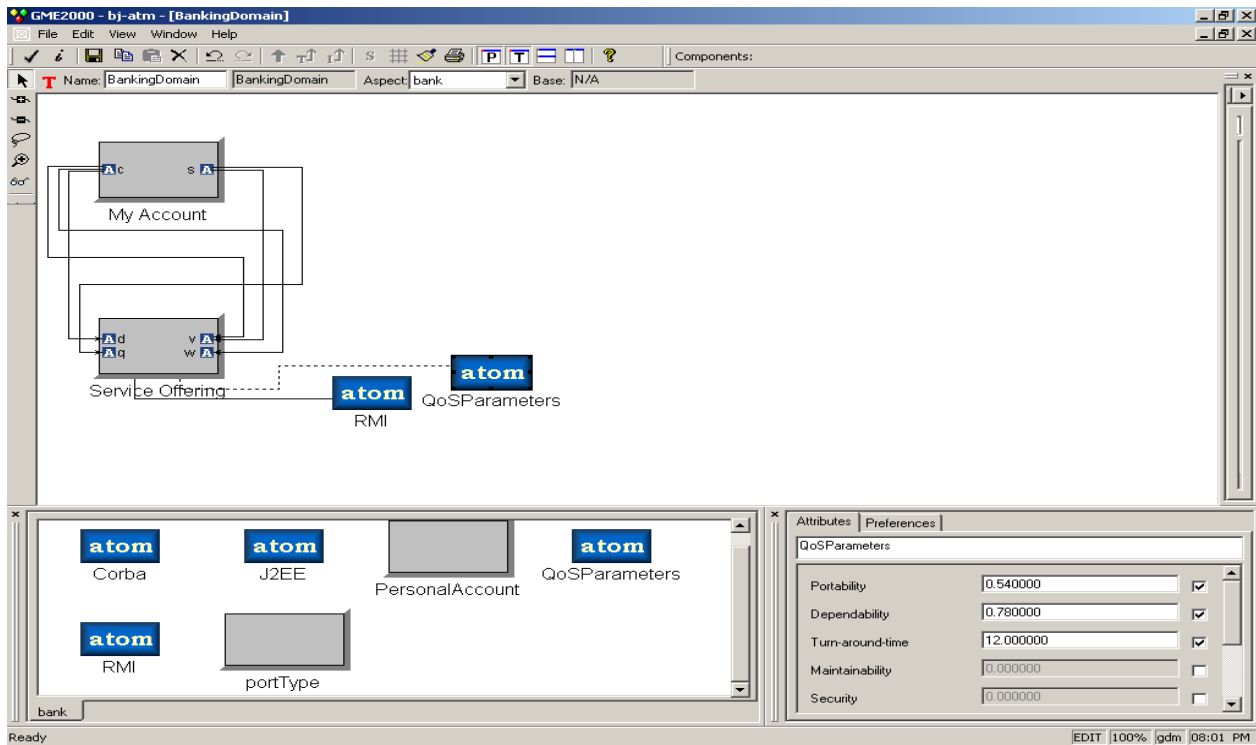 GME2000 - bj-atm - [BankingDomain]
File Edit View Window Help
P T Components:
T Name: BankingDomain BankingDomain Aspect: bank Base: N/A
A c s A
My Account
A d v A
A q w A
Service Offering
atom
QoSParameters
atom
RMI
atom atom atom
Corba J2EE PersonalAccount QoSParameters
atom
RMI portType
bank
Attributes Preferences
QoSParameters
Portability 0.540000
Dependability 0.780000
Turn-around-time 12.000000
Maintainability 0.000000
Security 0.000000
Ready EDIT 100% gdm 08:01 PM